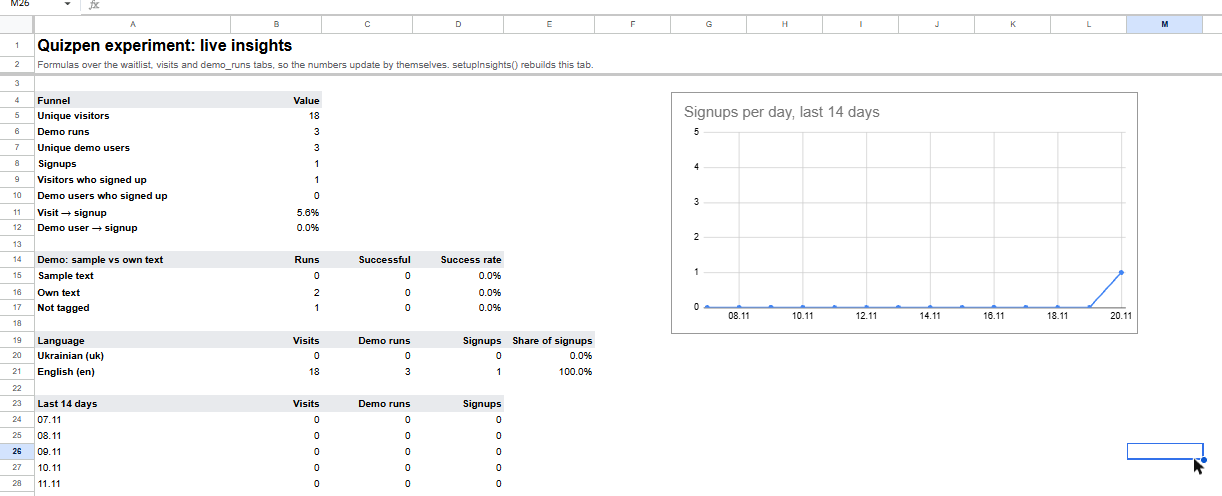 M26
fx
A B C D E F G H I J K L M
1 Quizpen experiment: live insights
2 Formulas over the waitlist, visits and demo_runs tabs, so the numbers update by themselves. setupInsights() rebuilds this tab.
3
4 Funnel Value
5 Unique visitors 18
6 Demo runs 3
7 Unique demo users 3
8 Signups 1
9 Visitors who signed up 1
10 Demo users who signed up 0
11 Visit → signup 5.6%
12 Demo user → signup 0.0%
13
14 Demo: sample vs own text Runs Successful Success rate
15 Sample text 0 0 0.0%
16 Own text 2 0 0.0%
17 Not tagged 1 0 0.0%
18
19 Language Visits Demo runs Signups Share of signups
20 Ukrainian (uk) 0 0 0 0.0%
21 English (en) 18 3 1 100.0%
22
23 Last 14 days Visits Demo runs Signups
24 07.11 0 0 0
25 08.11 0 0 0
26 09.11 0 0 0
27 10.11 0 0 0
28 11.11 0 0 0
Signups per day, last 14 days
5
4
3
2
1
0
08.11 10.11 12.11 14.11 16.11 18.11 20.11